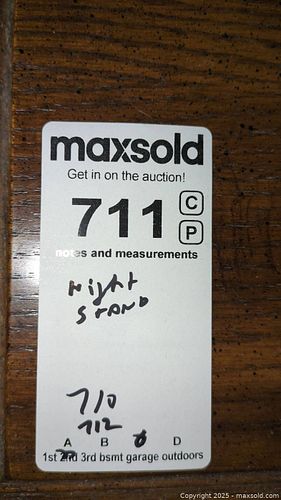 maxsold
Get in on the auction!
711 C
P
notes and measurements
Night
STAND
710
712
A B D
1st 2nd 3rd bsmt garage outdoors
Copyright © 2025 - maxsold.com